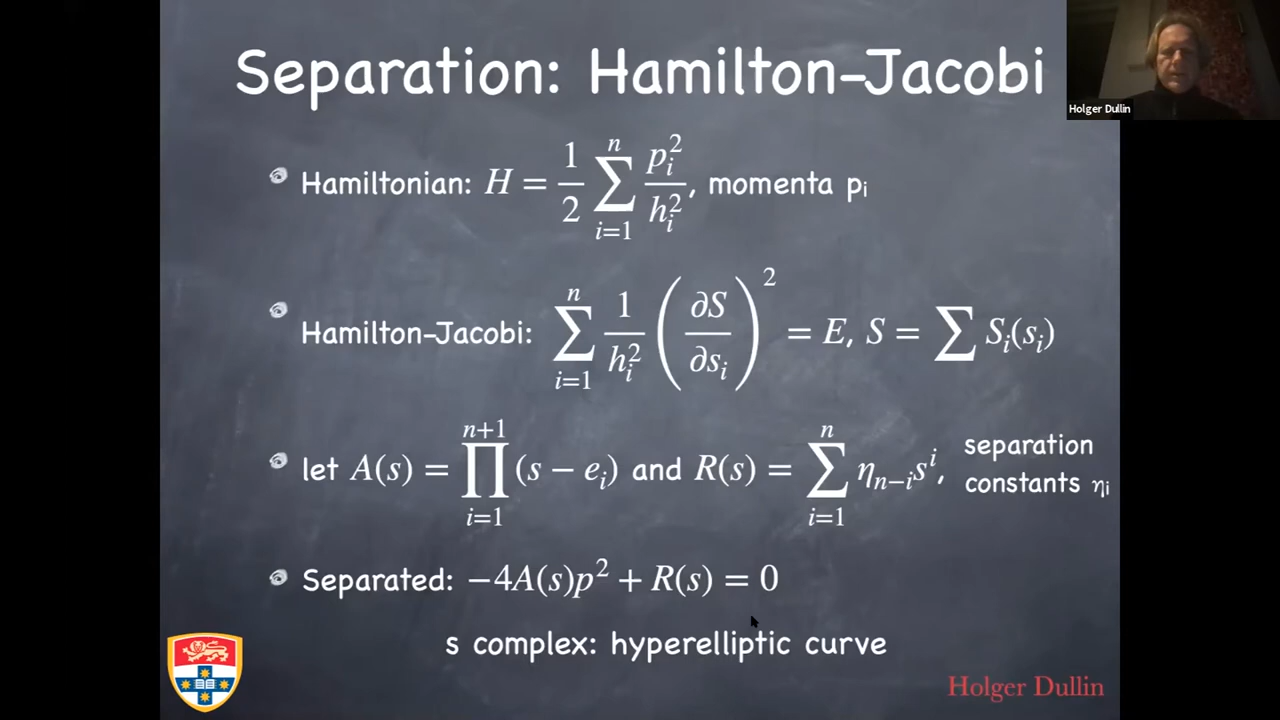 Separation: Hamilton-Jacobi
Holger Dullin
Hamiltonian: $H = \frac{1}{2} \sum_{i=1}^{n} \frac{p_i^2}{h_i^2}$, momenta p_i
Hamilton-Jacobi: $\sum_{i=1}^{n} \frac{1}{h_i^2} \left( \frac{\partial S}{\partial s_i} \right)^2 = E, S = \sum S_i(s_i)$
let $A(s) = \prod_{i=1}^{n+1} (s - e_i)$ and $R(s) = \sum_{i=1}^{n} \eta_{n-i} s^i$, separation constants η_i
Separated: $-4A(s)p^2 + R(s) = 0$
s complex: hyperelliptic curve
Holger Dullin